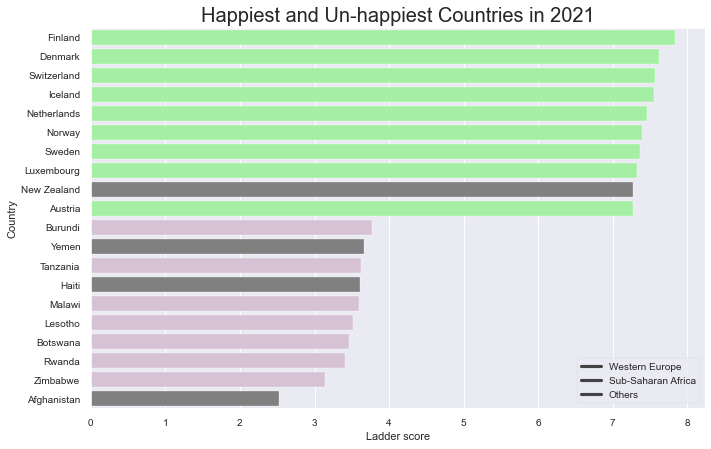 Happiest and Un-happiest Countries in 2021
Country
Finland
Denmark
Switzerland
Iceland
Netherlands
Norway
Sweden
Luxembourg
New Zealand
Austria
Burundi
Yemen
Tanzania
Haiti
Malawi
Lesotho
Botswana
Rwanda
Zimbabwe
Afghanistan
Western Europe
Sub-Saharan Africa
Others
0 1 2 3 4 5 6 7 8
Ladder score